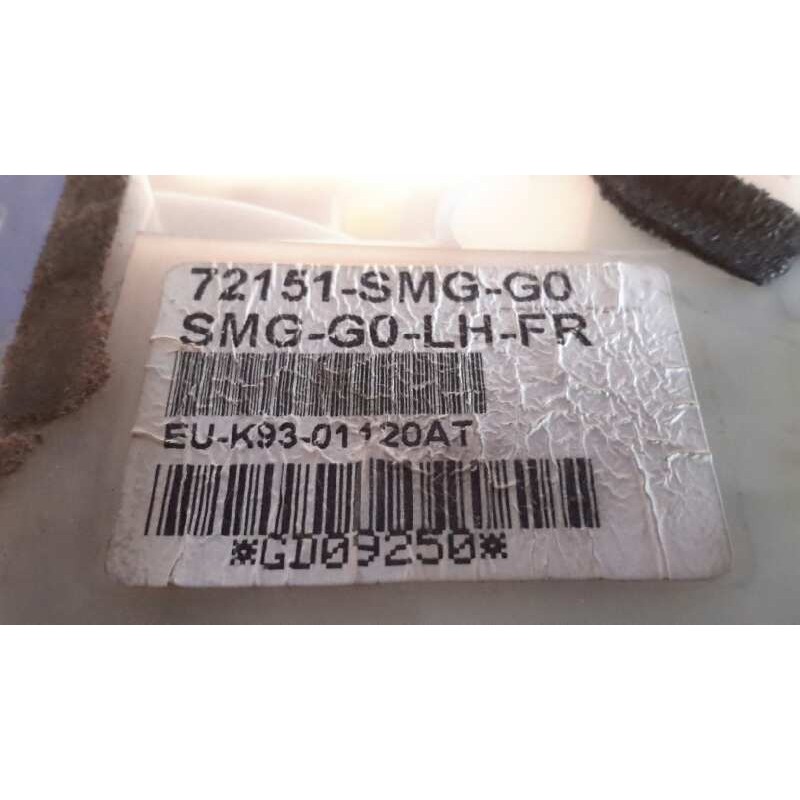 72151-SMG-G0
SMG-G0-LH-FR
EU-K93-01120AT
*GD09250*